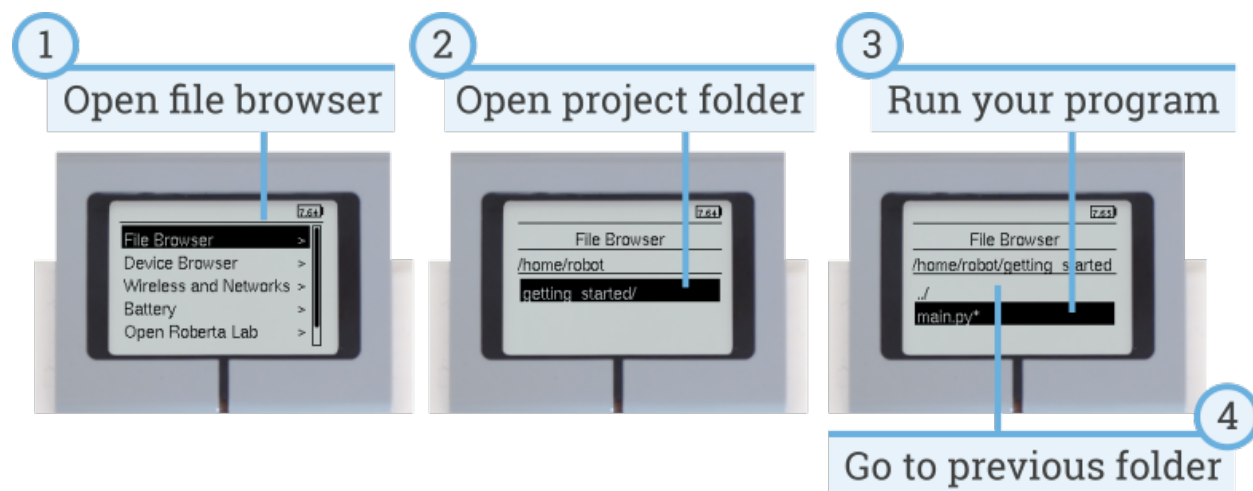 1
Open file browser
7.64
File Browser >
Device Browser >
Wireless and Networks >
Battery >
Open Roberta Lab >
2
Open project folder
7.64
File Browser
/home/robot
getting_started/
3
Run your program
7.63
File Browser
/home/robot/getting_started
../
main.py*
4
Go to previous folder